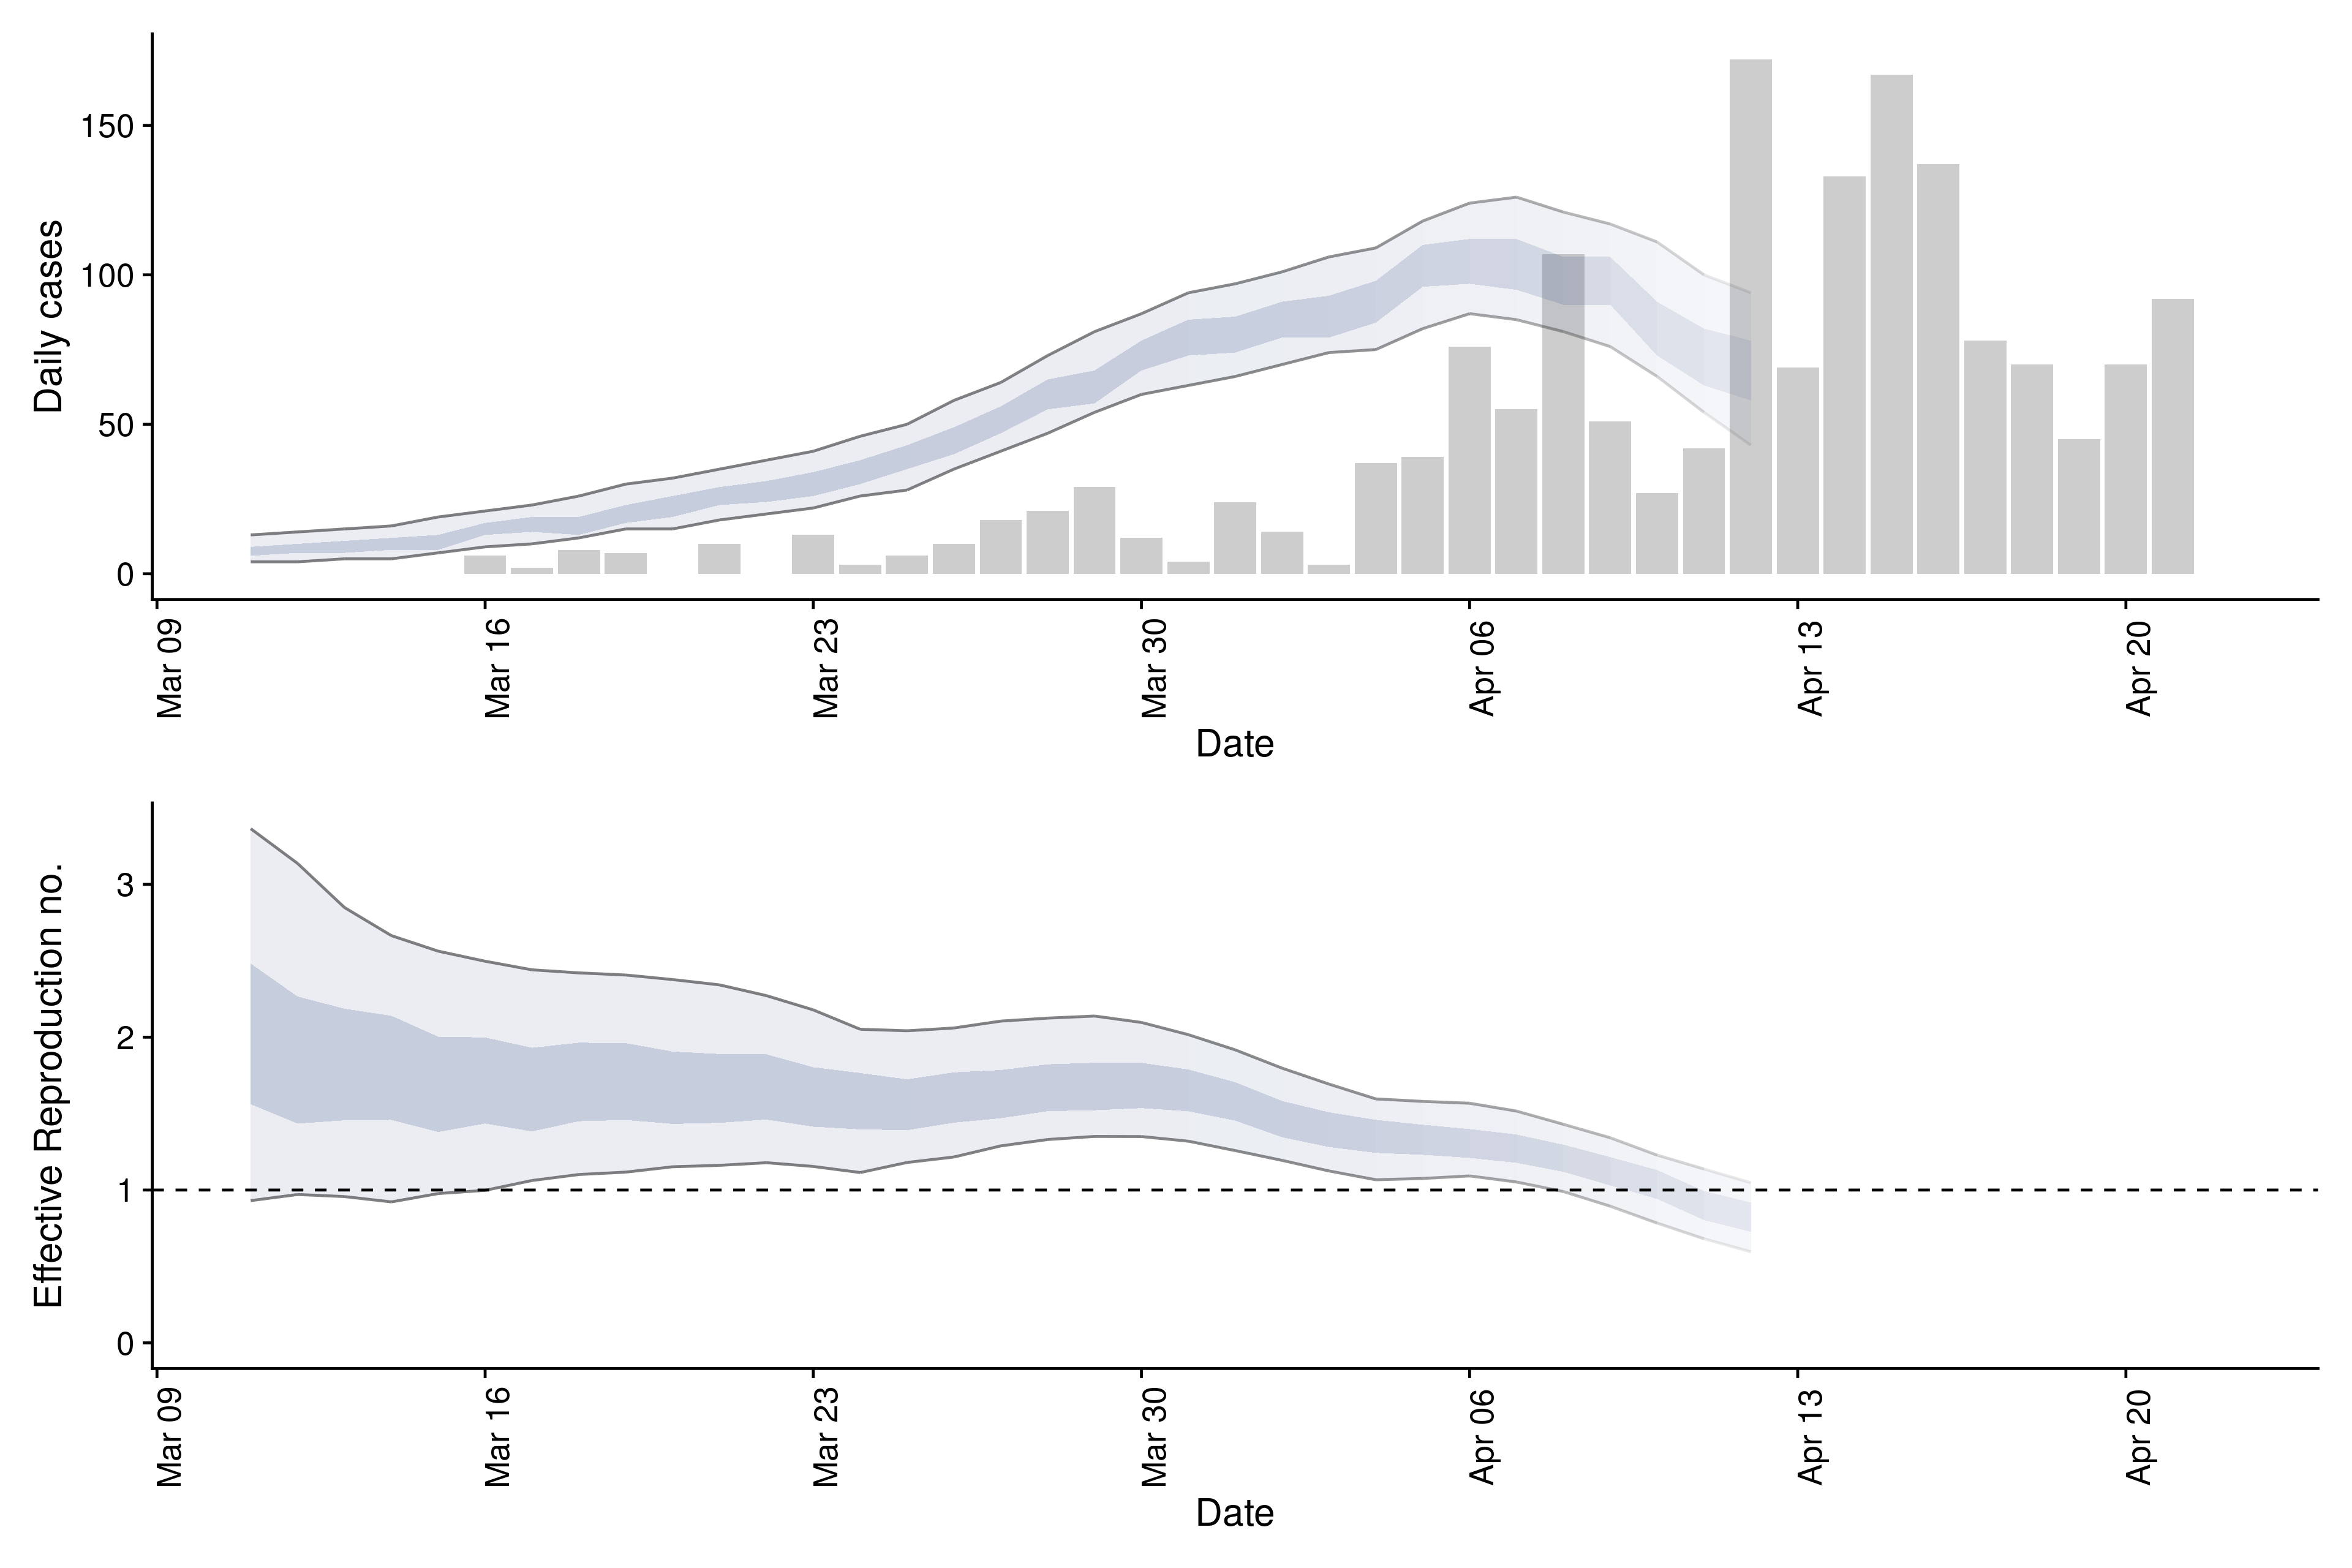 Daily cases
150
100
50
0
Mar 09
Mar 16
Mar 23
Mar 30
Apr 06
Apr 13
Apr 20
Date
Effective Reproduction no.
3
2
1
0
Mar 09
Mar 16
Mar 23
Mar 30
Apr 06
Apr 13
Apr 20
Date